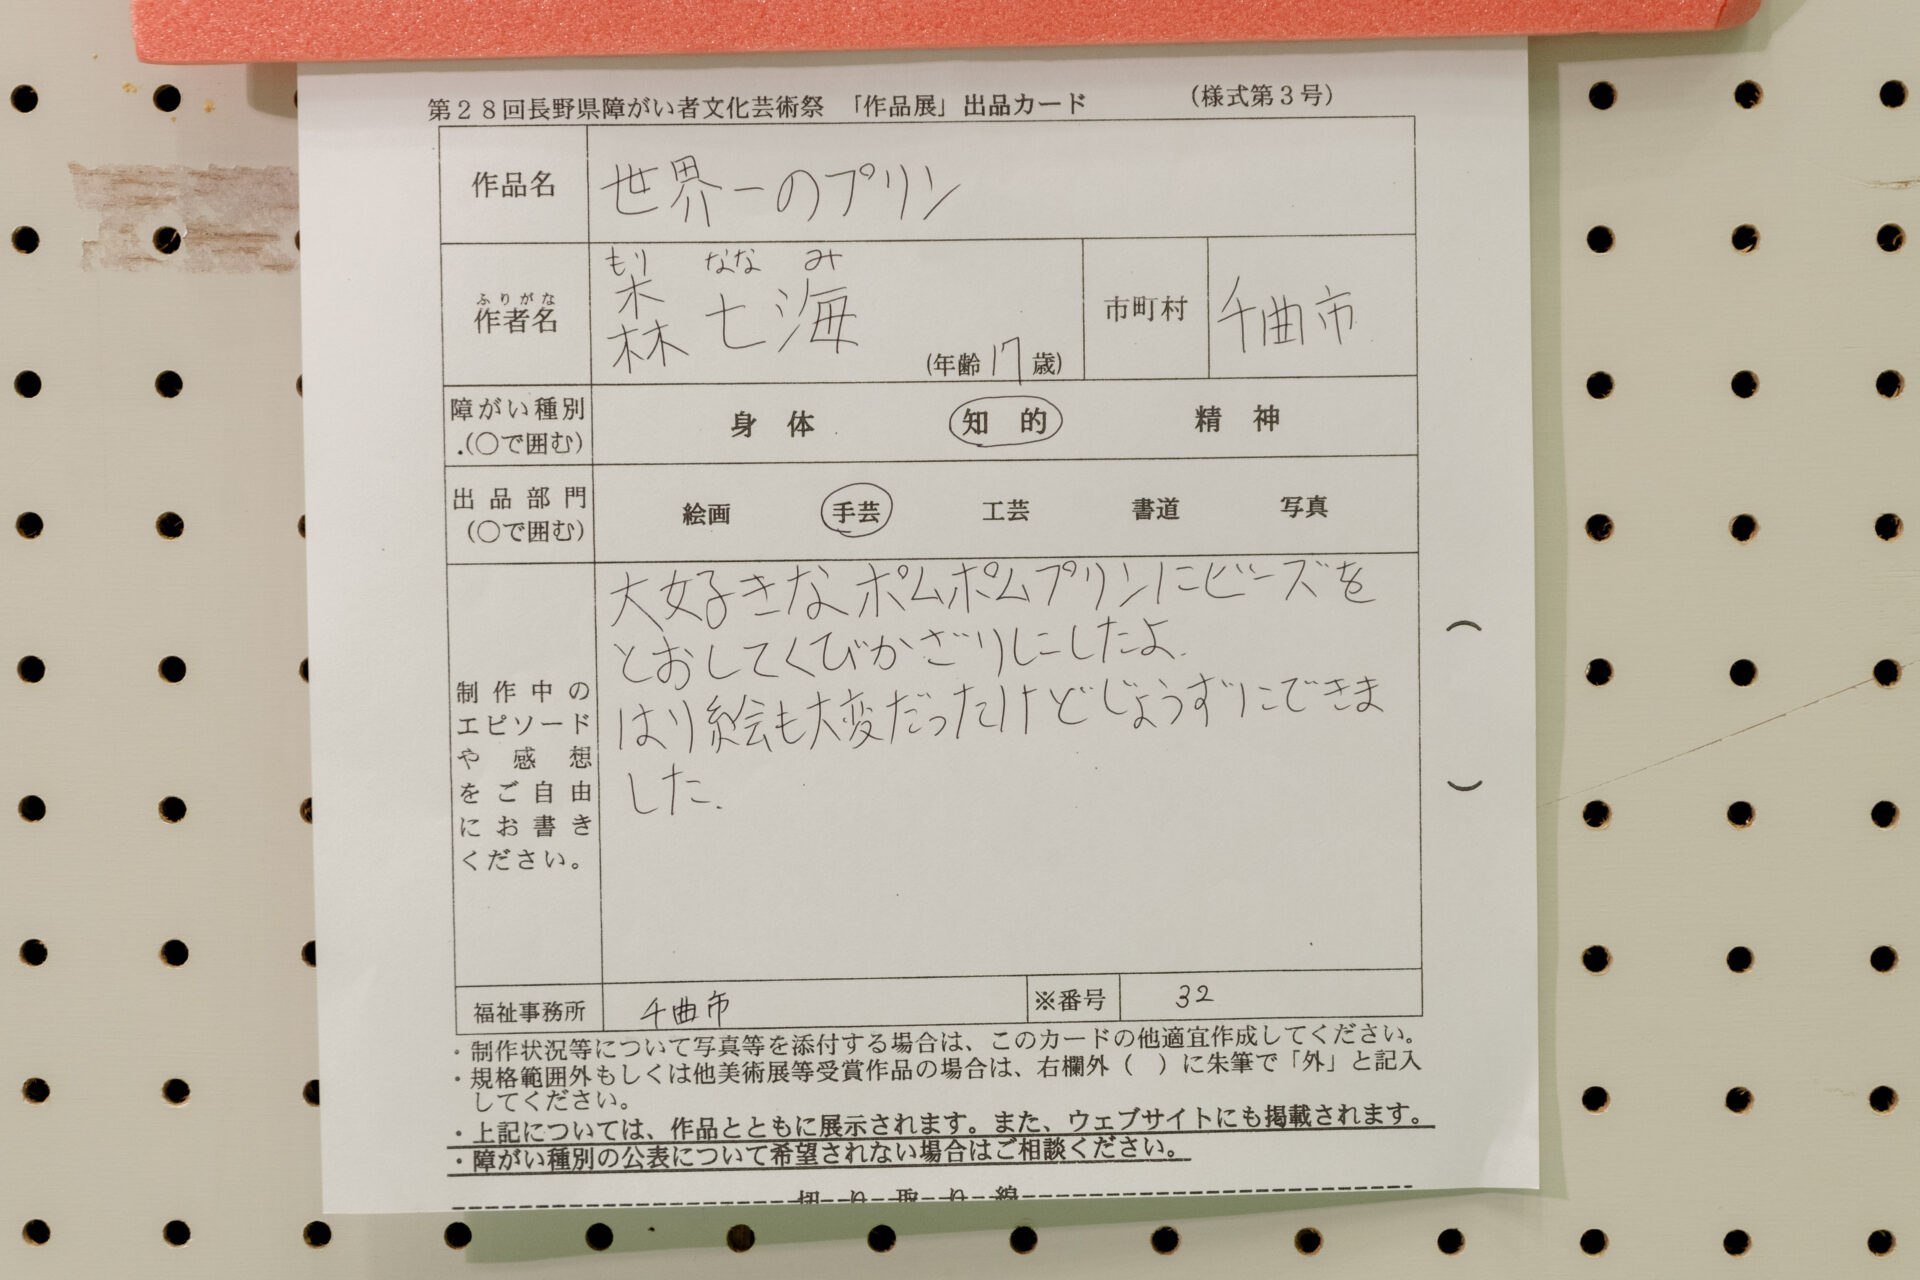 第28回長野県障がい者文化芸術祭 「作品展」出品カード (様式第3号)
作品名 世界一のプリン
もり ななみ
ふりがな
作者名 森 七海 (年齢 17 歳) 市町村 千曲市
障がい種別 身体 知的 精神
(○で囲む)
出品部門 絵画 手芸 工芸 書道 写真
(○で囲む)
制作中の
エピソード
や感想
をご自由
にお書き
ください。
大好きなポムポムプリンにビーズを
とおしてくびかざりしにしたよ.
はり絵も大変だったけどじょうずにできま
した.
( )
福祉事務所 千曲市 ※番号 32
・制作状況等について写真等を添付する場合は、このカードの他適宜作成してください。
・規格範囲外もしくは他美術展等受賞作品の場合は、右欄外( )に朱筆で「外」と記入
してください。
・上記については、作品とともに展示されます。また、ウェブサイトにも掲載されます。
・障がい種別の公表について希望されない場合はご相談ください。
切り取り線